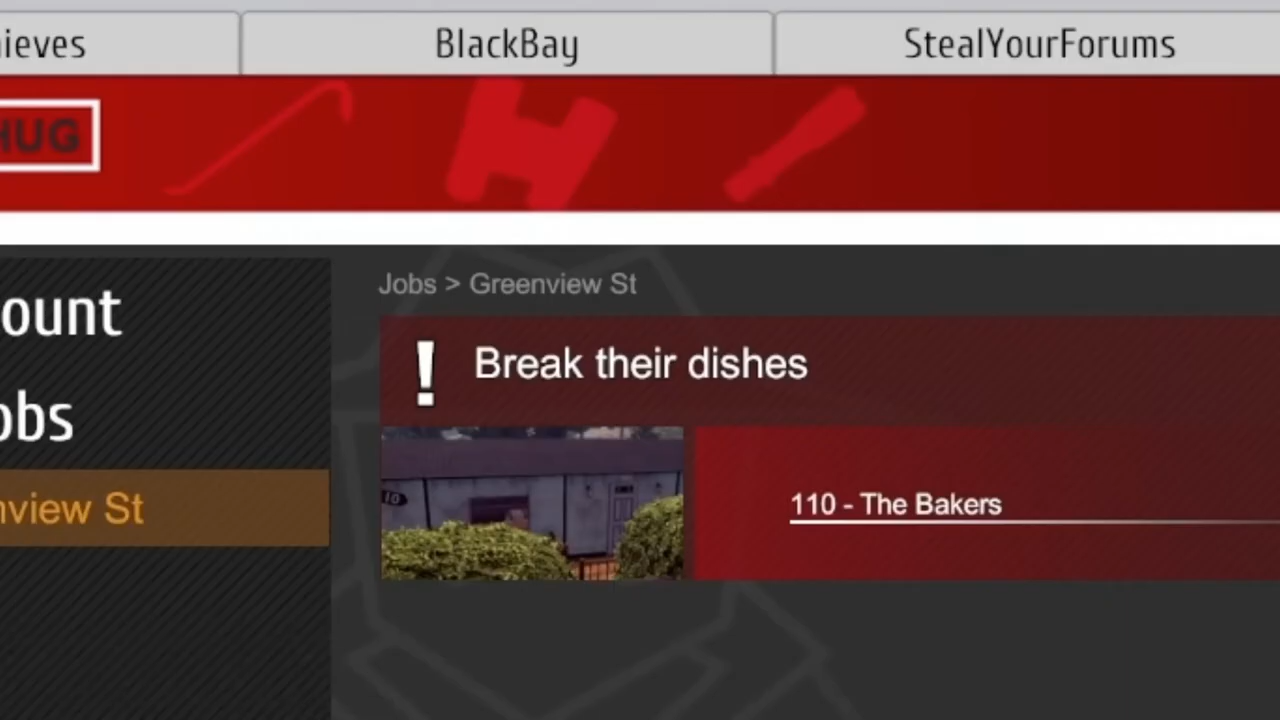 ieves
BlackBay
StealYourForums
HUG
Jobs > Greenview St
ount
Break their dishes
obs
nview St
110 - The Bakers